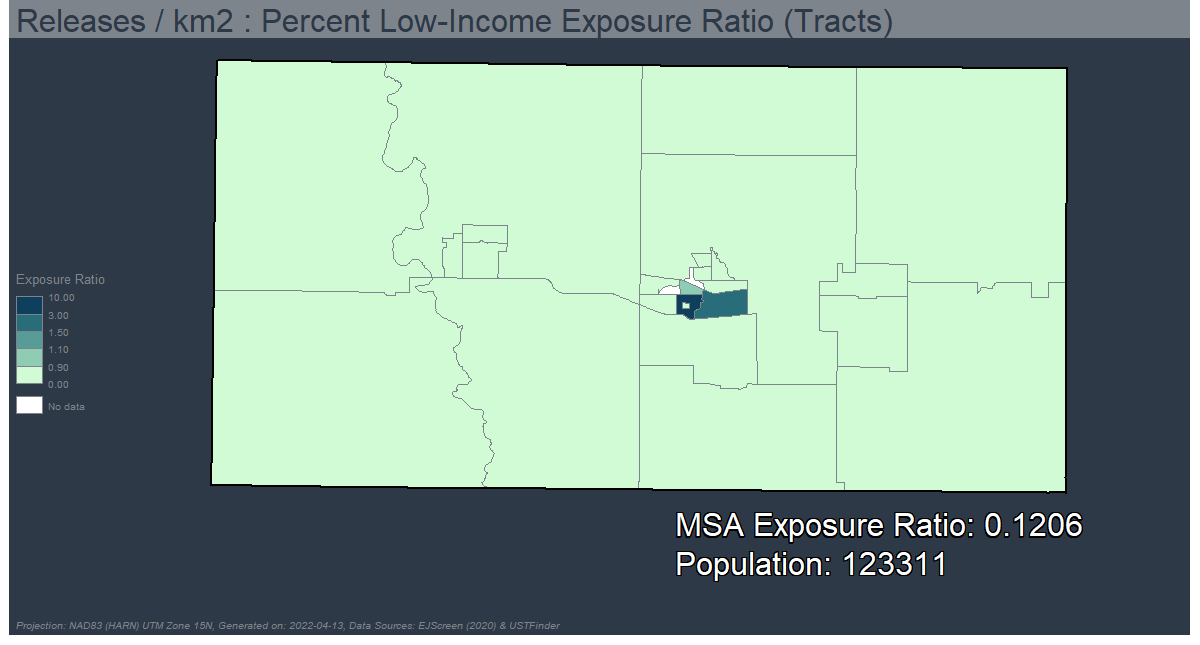 Releases / km2 : Percent Low-Income Exposure Ratio (Tracts)
Exposure Ratio
10.00
3.00
1.50
1.10
0.90
0.00
No data
MSA Exposure Ratio: 0.1206
Population: 123311
Projection: NAD83 (HARN) UTM Zone 15N, Generated on: 2022-04-13, Data Sources: EJScreen (2020) & USTFinder